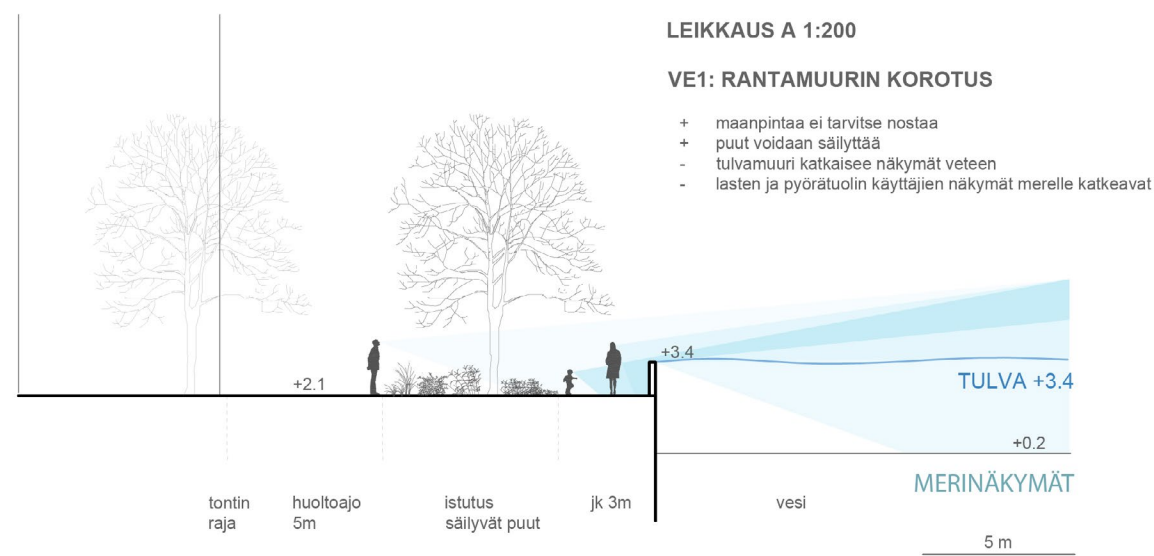 LEIKKAUS A 1:200
VE1: RANTAMUURIN KOROTUS
+ maanpintaa ei tarvitse nostaa
+ puut voidaan säilyttää
- tulvamuuri katkaisee näkymät veteen
- lasten ja pyörätuolin käyttäjien näkymät merelle katkeavat
+3.4
TULVA +3.4
+2.1
+0.2
MERINÄKYMÄT
tontin
raja
huoltoajo
5m
istutus
säilyvät puut
jk 3m
vesi
5 m